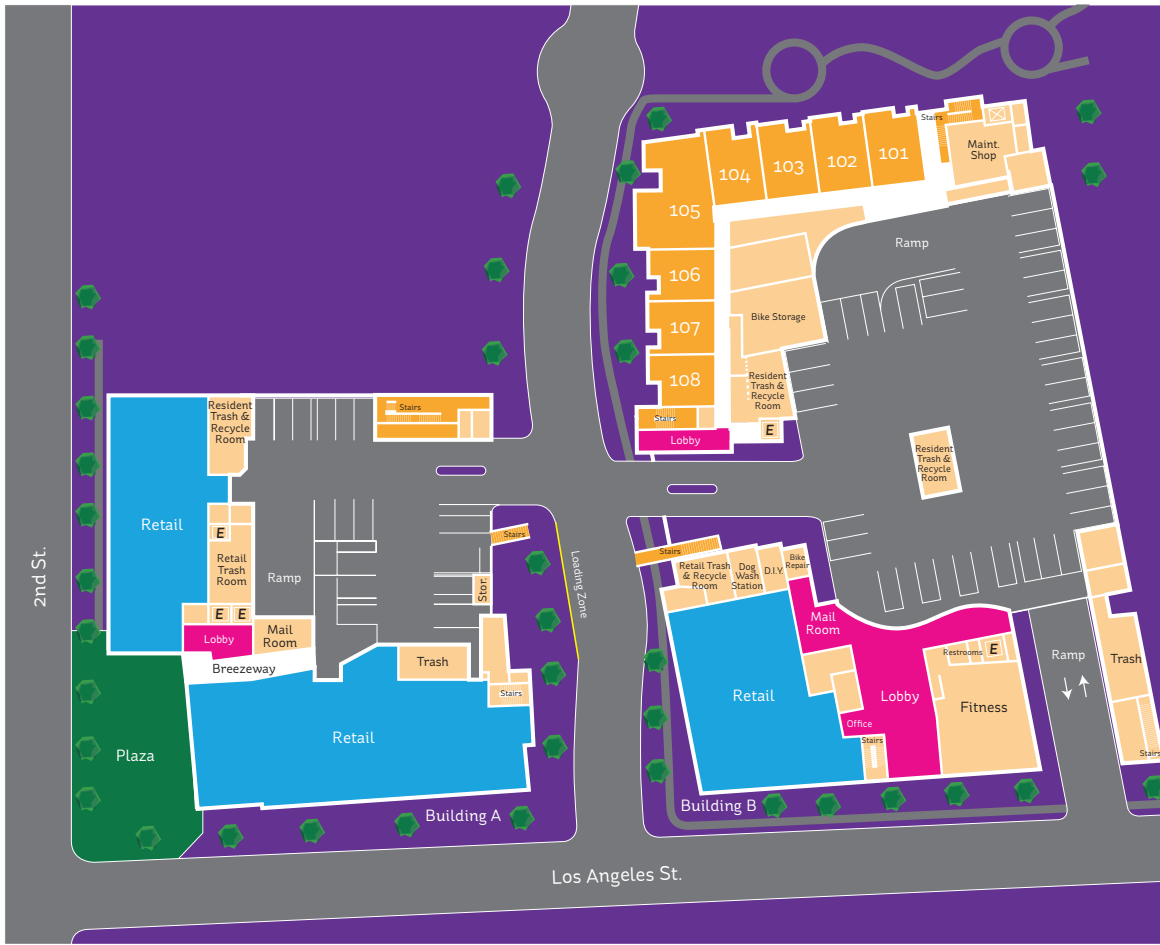 Stairs
Maint.
Shop
101
102
103
104
105
106
107
108
Ramp
Bike Storage
Resident
Trash &
Recycle
Room
Stairs
E
Lobby
Resident
Trash &
Recycle
Room
Resident
Trash &
Recycle
Room
Stairs
Retail
E
Retail
Trash
Room
Ramp
E
E
Lobby
Mail
Room
Breezeway
Stor.
Stairs
Trash
Stairs
Retail
Plaza
Building A
2nd St.
Loading Zone
Stairs
Retail Trash
& Recycle
Room
Dog
Wash
Station
D.I.Y.
Bike
Repair
Mail
Room
Retail
Lobby
Office
Stairs
Restrooms
E
Fitness
Ramp
Trash
Stairs
Building B
Los Angeles St.